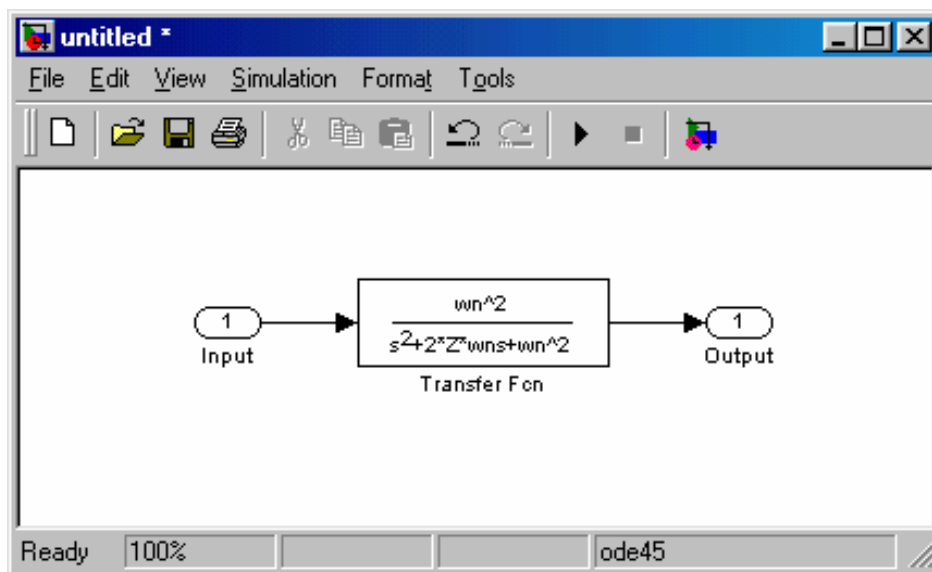 untitled *
File Edit View Simulation Format Tools
wn^2
1
s2+2*Z*wns+wn^2
1
Input
Output
Transfer Fcn
Ready 100% ode45